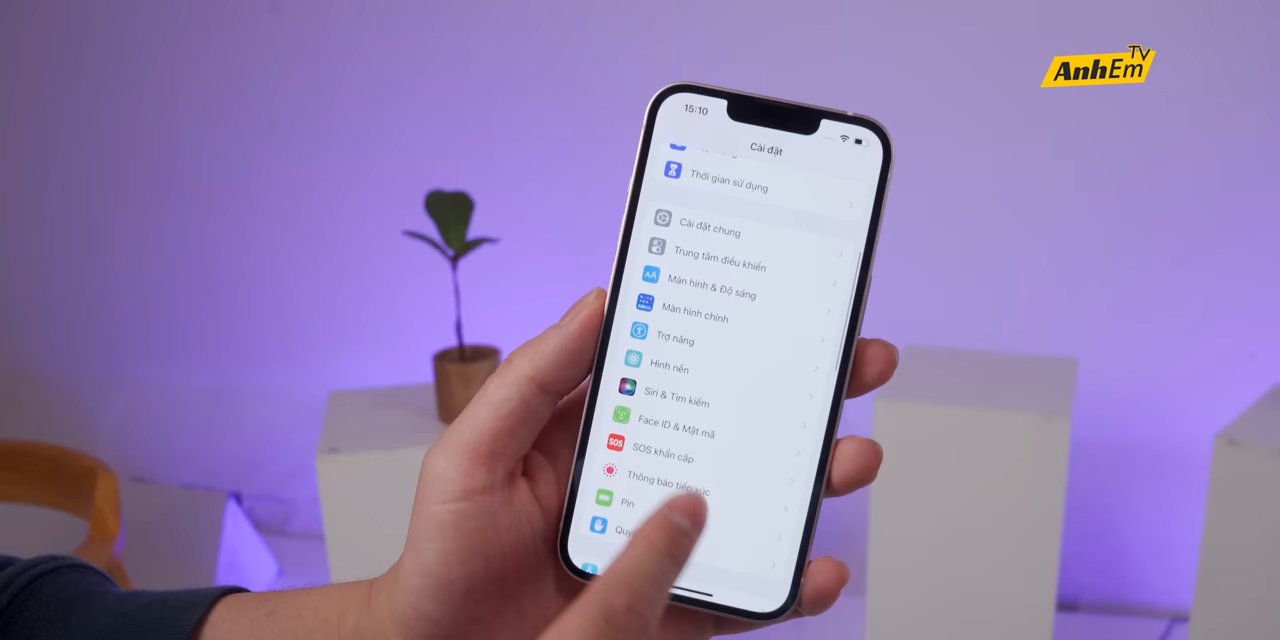 TV
AnhEm
15:10
Cài đặt
Thời gian sử dụng
Cài đặt chung
Trung tâm điều khiển
AA
Màn hình & Độ sáng
Màn hình chính
Trợ năng
Hình nền
Siri & Tìm kiếm
Face ID & Mật mã
SOS
SOS khẩn cấp
Thông báo tiếp xúc
Pin